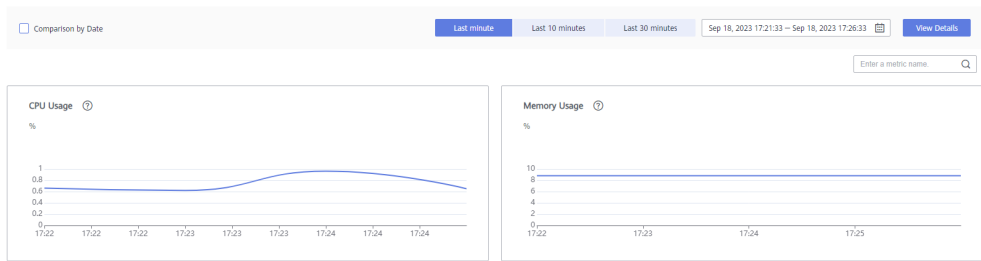 Comparison by Date
Last minute
Last 10 minutes
Last 30 minutes
Sep 18, 2023 17:21:33 — Sep 18, 2023 17:26:33
View Details
Enter a metric name
CPU Usage
%
1
0.8
0.6
0.4
0.2
0
17:22 17:22 17:22 17:23 17:23 17:23 17:24 17:24 17:24
Memory Usage
%
10
8
6
4
2
0
17:22 17:23 17:24 17:25